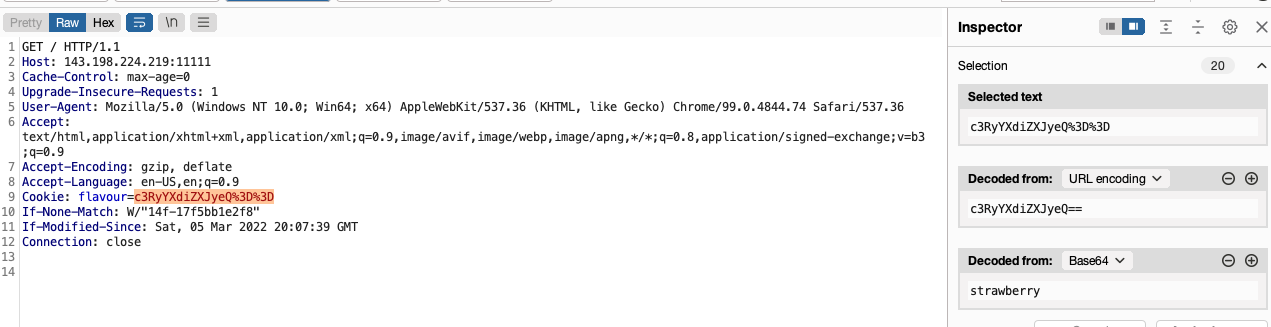 Pretty Raw Hex \n
1 GET / HTTP/1.1
2 Host: 143.198.224.219:11111
3 Cache-Control: max-age=0
4 Upgrade-Insecure-Requests: 1
5 User-Agent: Mozilla/5.0 (Windows NT 10.0; Win64; x64) AppleWebKit/537.36 (KHTML, like Gecko) Chrome/99.0.4844.74 Safari/537.36
6 Accept:
text/html,application/xhtml+xml,application/xml;q=0.9,image/avif,image/webp,image/apng,*/*;q=0.8,application/signed-exchange;v=b3
;q=0.9
7 Accept-Encoding: gzip, deflate
8 Accept-Language: en-US,en;q=0.9
9 Cookie: flavour=c3RyYXdiZXJyeQ%3D%3D
10 If-None-Match: W/"14f-17f5bb1e2f8"
11 If-Modified-Since: Sat, 05 Mar 2022 20:07:39 GMT
12 Connection: close
13
14
Inspector
Selection 20
Selected text
c3RyYXdiZXJyeQ%3D%3D
Decoded from: URL encoding
c3RyYXdiZXJyeQ==
Decoded from: Base64
strawberry